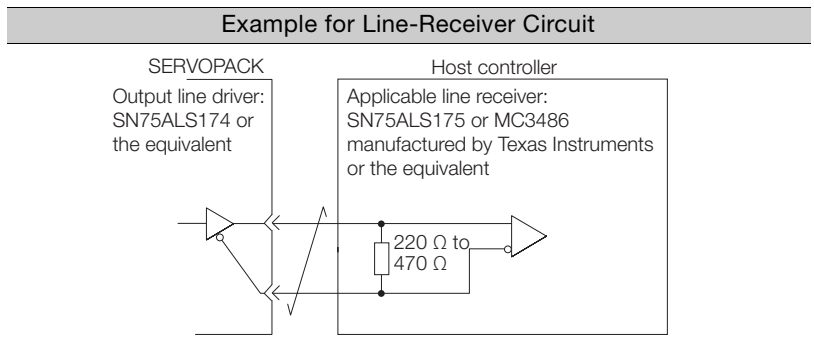 Example for Line-Receiver Circuit
SERVOPACK
Host controller
Output line driver:
SN75ALS174 or
the equivalent
Applicable line receiver:
SN75ALS175 or MC3486
manufactured by Texas Instruments
or the equivalent
220 Ω to
470 Ω